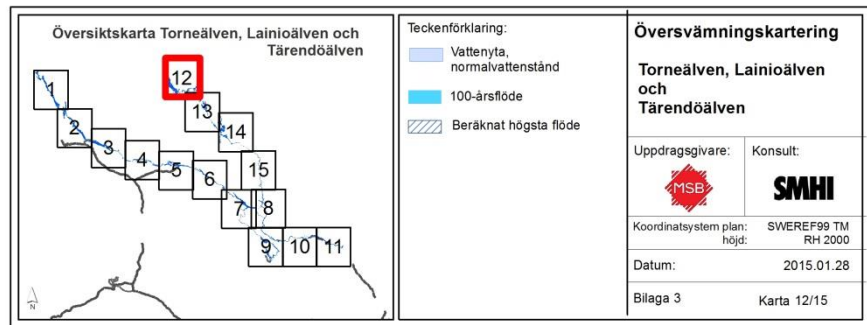 Översiktskarta Torneälven, Lainioälven och
Tärendöälven
1
2
3
4
5
6
7
8
9
10
11
12
13
14
15
N
Teckenförklaring:
Vattenyta,
normalvattenstånd
100-årsflöde
Beräknat högsta flöde
Översvämningskartering
Torneälven, Lainioälven
och
Tärendöälven
Uppdragsgivare:
MSB
Konsult:
SMHI
Koordinatsystem plan: SWEREF99 TM
höjd: RH 2000
Datum: 2015.01.28
Bilaga 3 Karta 12/15